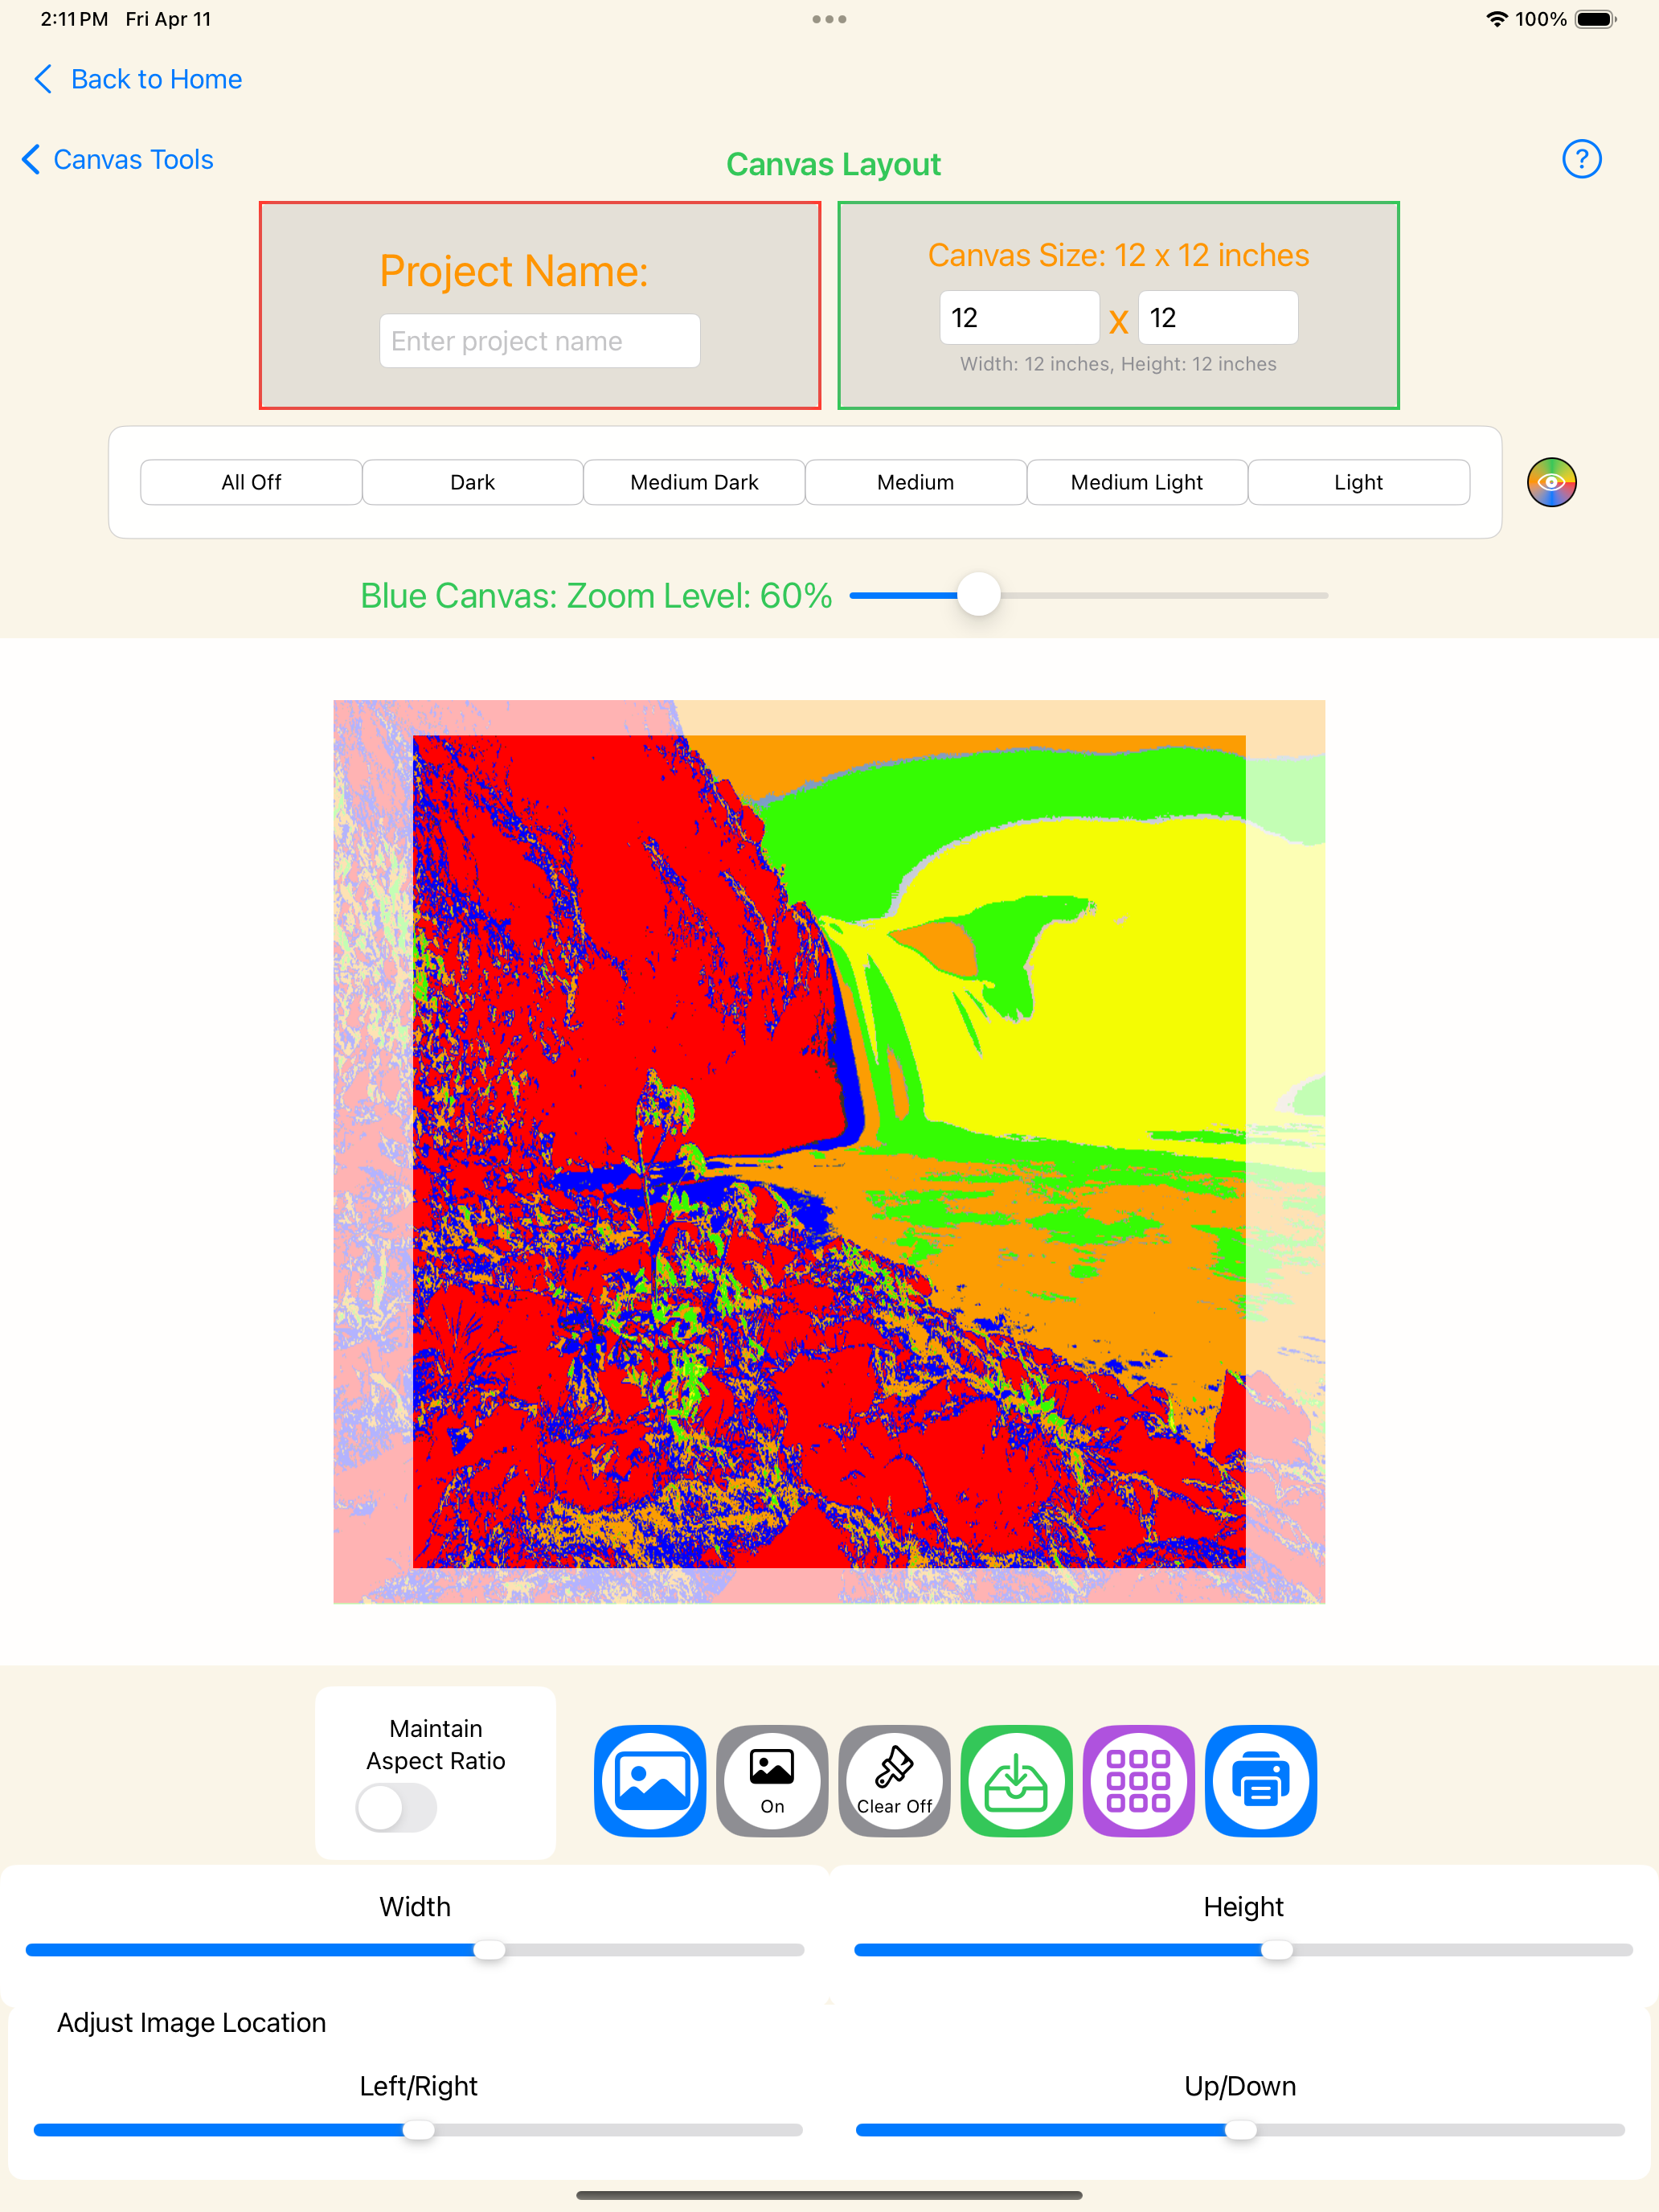 2:11 PM Fri Apr 11
100%
Back to Home
Canvas Tools
Canvas Layout
?
Project Name:
Enter project name
Canvas Size: 12 x 12 inches
12 x 12
Width: 12 inches, Height: 12 inches
All Off
Dark
Medium Dark
Medium
Medium Light
Light
Blue Canvas: Zoom Level: 60%
Maintain
Aspect Ratio
On
Clear Off
Width
Height
Adjust Image Location
Left/Right
Up/Down